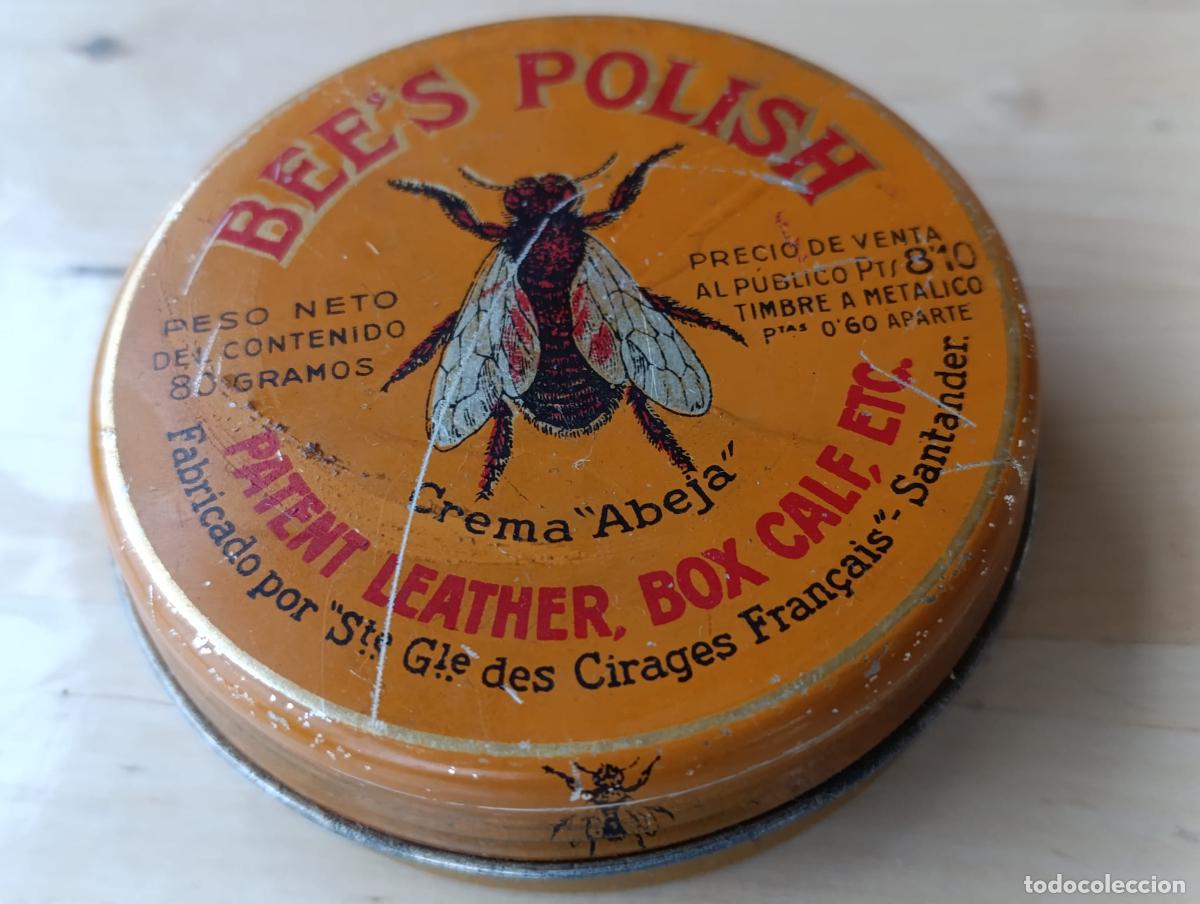 BEE'S POLISH
PESO NETO
DEL CONTENIDO
80 GRAMOS
PRECIO DE VENTA
AL PÚBLICO PTS 8'10
TIMBRE A METALICO
PTAS 0'60 APARTE
Crema "Abeja"
PATENT LEATHER, BOX CALF, ETC.
Fabricado por "Ste Gle des Cirages Français" - Santander.
todocoleccion